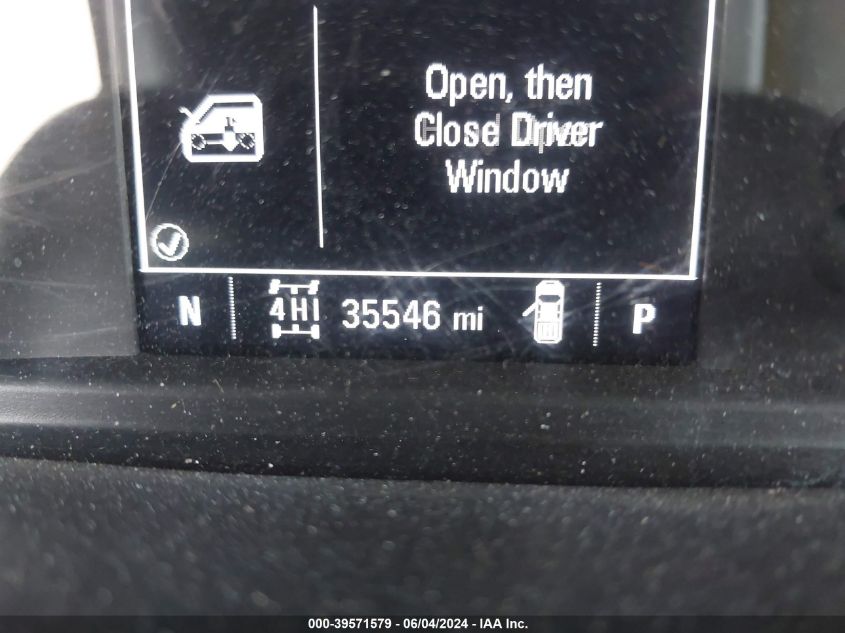 Open, then
Close Driver
Window
N
4HI
35546 mi
P
000-39571579 - 06/04/2024 - IAA Inc.